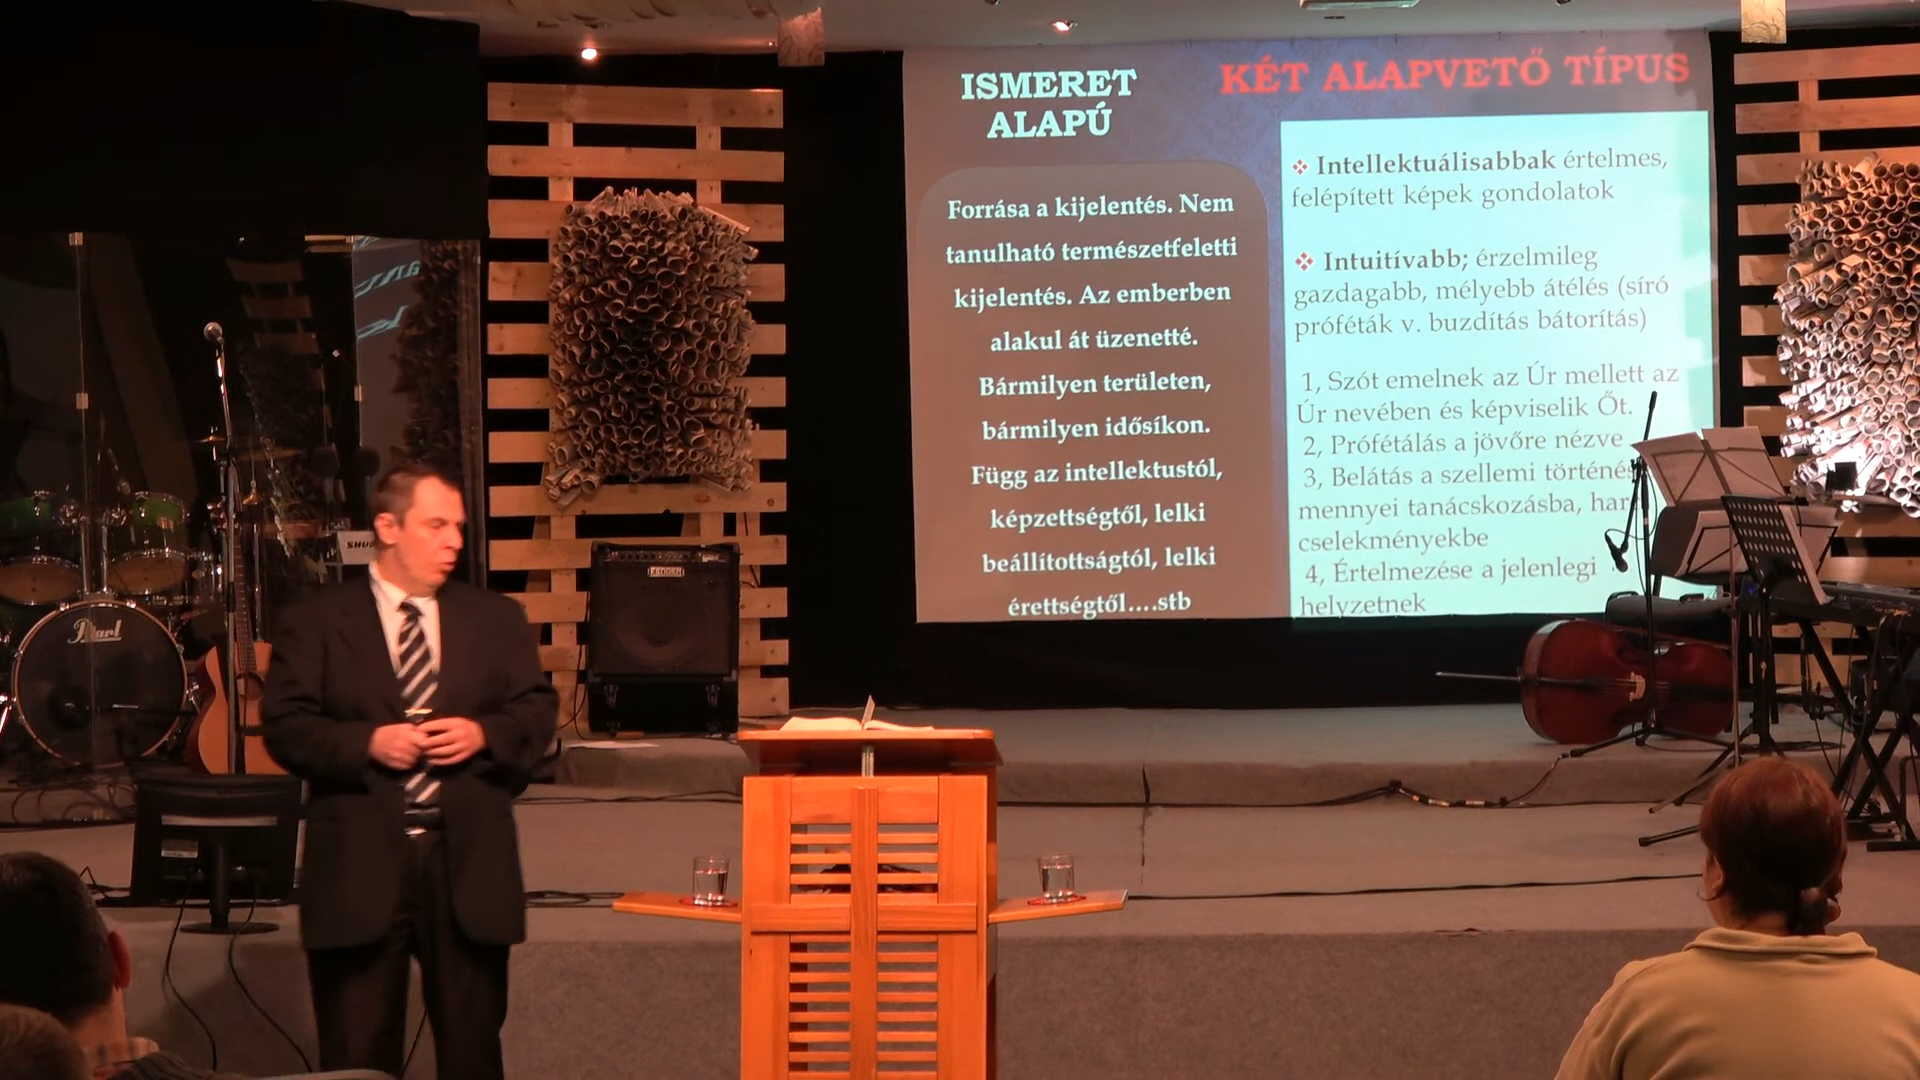 ISMERET
ALAPÚ
Forrása a kijelentés. Nem
tanulható természetfeletti
kijelentés. Az emberben
alakul át üzenetté.
Bármilyen területen,
bármilyen idősíkon.
Függ az intellektustól,
képzettségtől, lelki
beállítottságtól, lelki
érettségtől....stb
KÉT ALAPVETŐ TÍPUS
Intellektuálisabbak értelmes,
felépített képek gondolatok
Intuitívabb; érzelmileg
gazdagabb, mélyebb átélés (síró
próféták v. buzdítás bátorítás)
1, Szót emelnek az Úr mellett az
Úr nevében és képviselik Őt.
2, Prófétálás a jövőre nézve
3, Belátás a szellemi
mennyei tanácskozásba,
cselekményekbe
4, Értelmezése a jelenlegi
helyzetnek
Pearl
FENDER